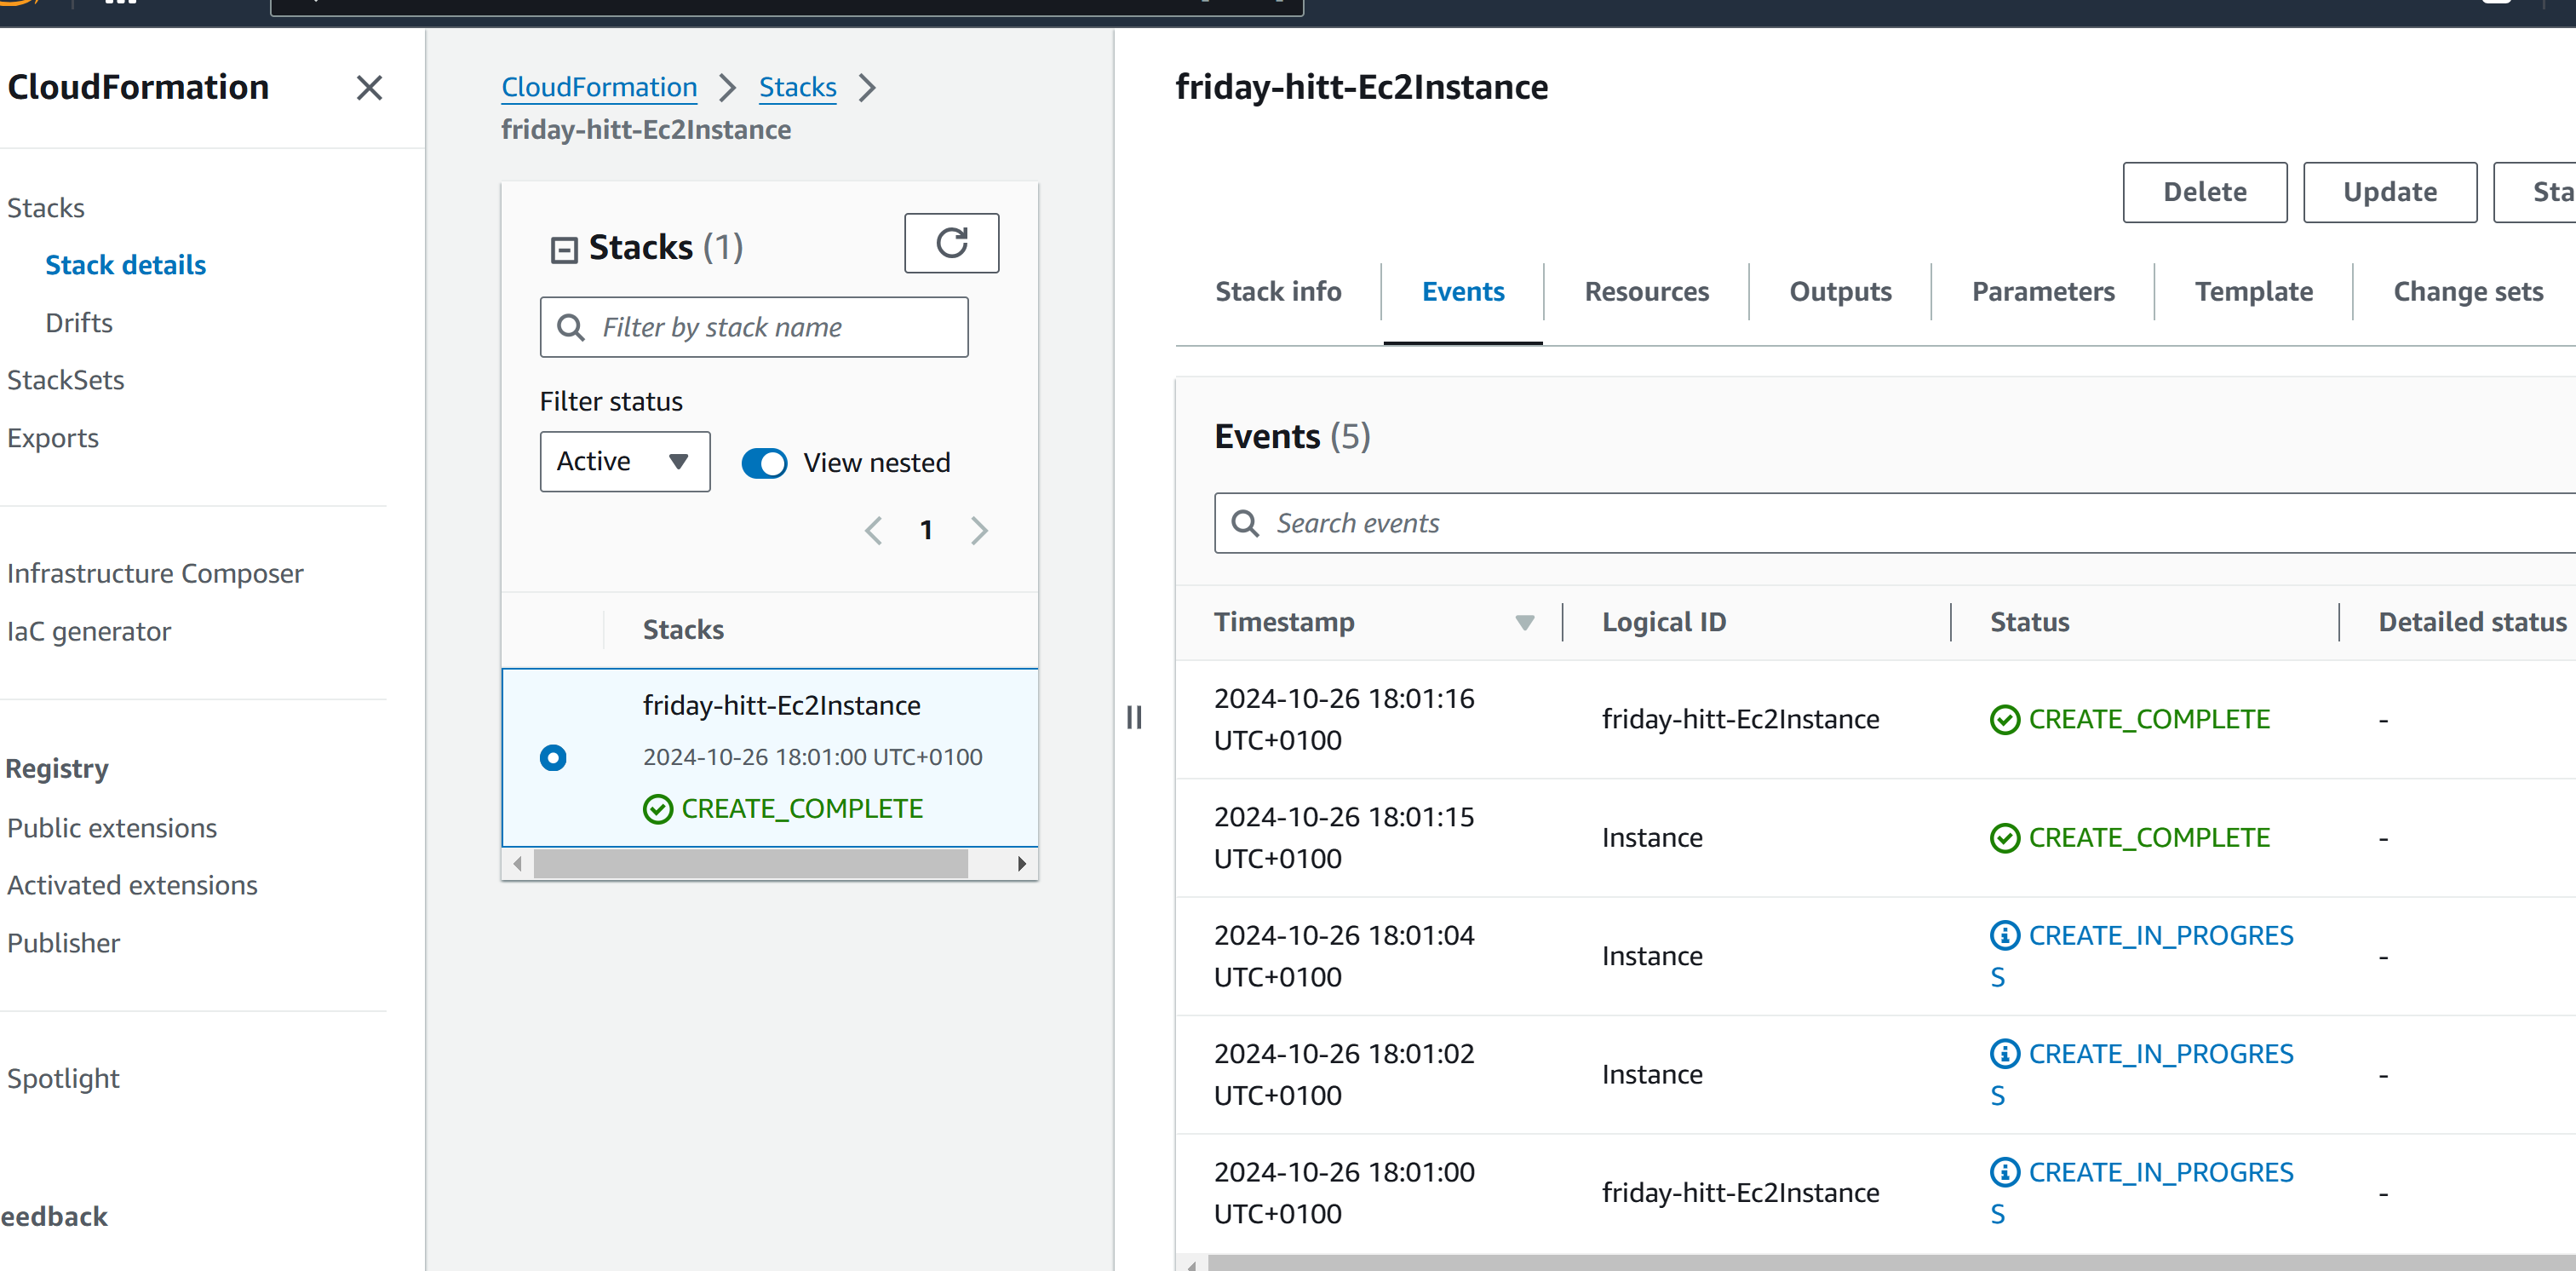 CloudFormation
Stacks
Stack details
Drifts
StackSets
Exports
Infrastructure Composer
IaC generator
Registry
Public extensions
Activated extensions
Publisher
Spotlight
eedback
CloudFormation
Stacks
friday-hitt-Ec2Instance
Stacks (1)
Filter by stack name
Filter status
Active
View nested
1
Stacks
friday-hitt-Ec2Instance
2024-10-26 18:01:00 UTC+0100
CREATE_COMPLETE
friday-hitt-Ec2Instance
Delete Update Sta
Stack info Events Resources Outputs Parameters Template Change sets
Events (5)
Search events
Timestamp Logical ID Status Detailed status
2024-10-26 18:01:16
UTC+0100
friday-hitt-Ec2Instance
CREATE_COMPLETE
-
2024-10-26 18:01:15
UTC+0100
Instance
CREATE_COMPLETE
-
2024-10-26 18:01:04
UTC+0100
Instance
CREATE_IN_PROGRES
S
-
2024-10-26 18:01:02
UTC+0100
Instance
CREATE_IN_PROGRES
S
-
2024-10-26 18:01:00
UTC+0100
friday-hitt-Ec2Instance
CREATE_IN_PROGRES
S
-